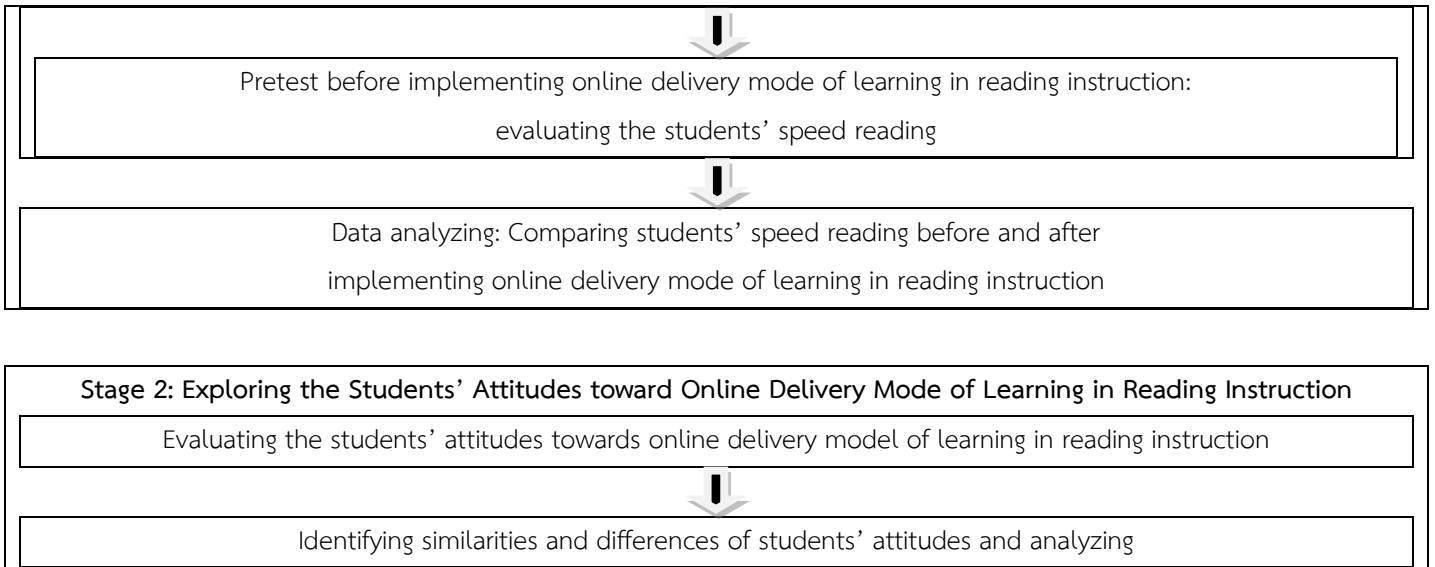 Pretest before implementing online delivery mode of learning in reading instruction:
evaluating the students’ speed reading
Data analyzing: Comparing students’ speed reading before and after
implementing online delivery mode of learning in reading instruction
Stage 2: Exploring the Students’ Attitudes toward Online Delivery Mode of Learning in Reading Instruction
Evaluating the students’ attitudes towards online delivery model of learning in reading instruction
Identifying similarities and differences of students’ attitudes and analyzing